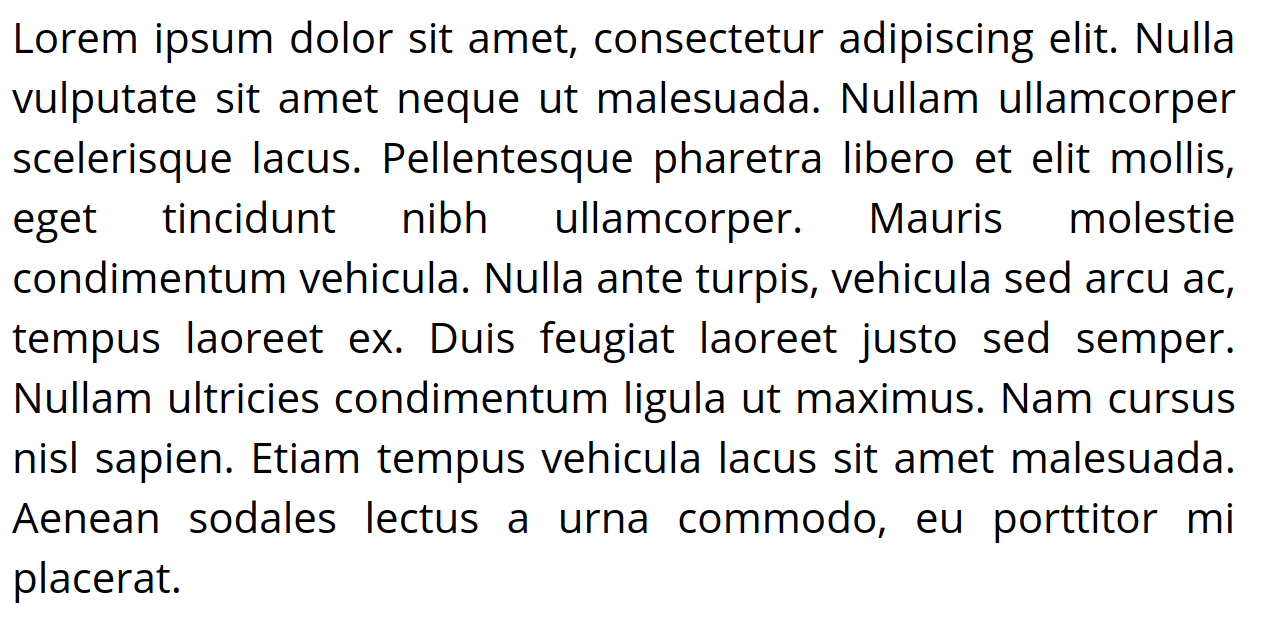 Lorem ipsum dolor sit amet, consectetur adipiscing elit. Nulla
vulputate sit amet neque ut malesuada. Nullam ullamcorper
scelerisque lacus. Pellentesque pharetra libero et elit mollis,
eget tincidunt nibh ullamcorper. Mauris molestie
condimentum vehicula. Nulla ante turpis, vehicula sed arcu ac,
tempus laoreet ex. Duis feugiat laoreet justo sed semper.
Nullam ultricies condimentum ligula ut maximus. Nam cursus
nisl sapien. Etiam tempus vehicula lacus sit amet malesuada.
Aenean sodales lectus a urna commodo, eu porttitor mi
placerat.